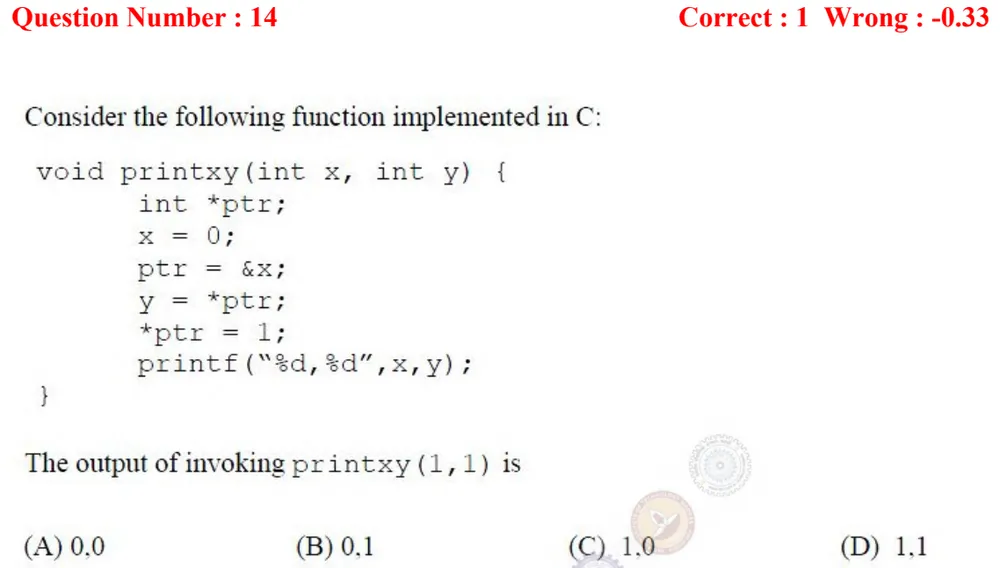 Question Number : 14 Correct : 1 Wrong : -0.33
Consider the following function implemented in C:
void printxy(int x, int y) {
int *ptr;
x = 0;
ptr = &x;
y = *ptr;
*ptr = 1;
printf(“%d,%d”,x,y);
}
The output of invoking printxy(1,1) is
(A) 0,0 (B) 0,1 (C) 1,0 (D) 1,1